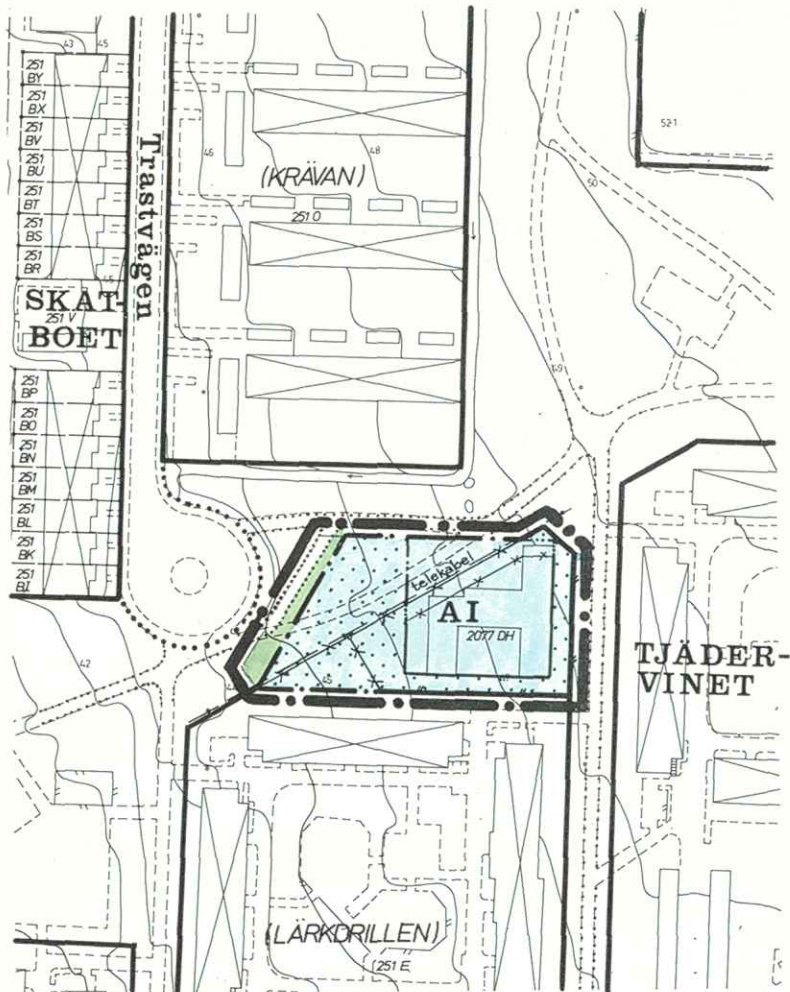 43
45
251
BY
251
BX
251
BV
251
BU
251
BT
251
BS
251
BR
Trastvägen
46
48
(KRÄVAN)
251 O
521
50
SKAT-
BOET
251 V
45
49
251
BP
251
BO
251
BN
251
BM
251
BL
251
BK
251
BI
telekabel
AI
2077 DH
42
45
TJÄDER-
VINET
(LÄRKDRILLEN)
251 E